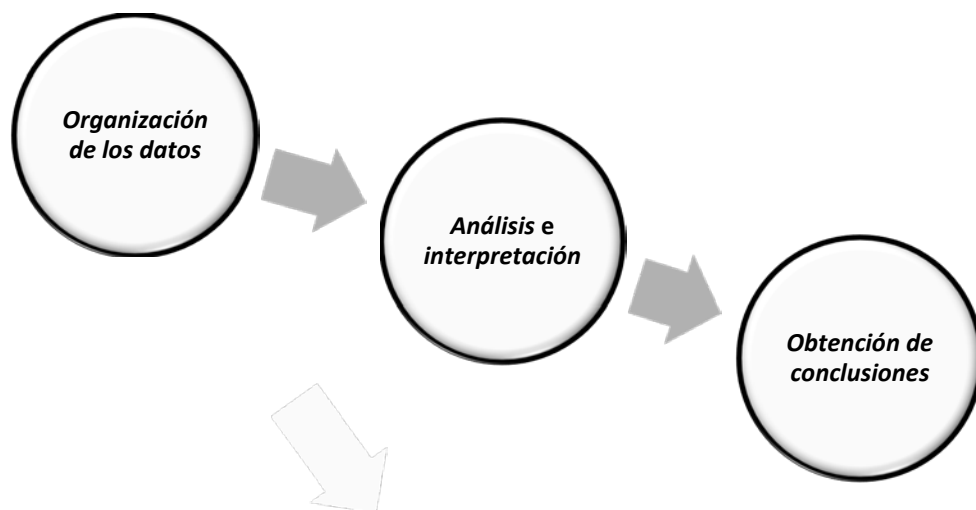 Organización
de los datos
Análisis e
interpretación
Obtención de
conclusiones